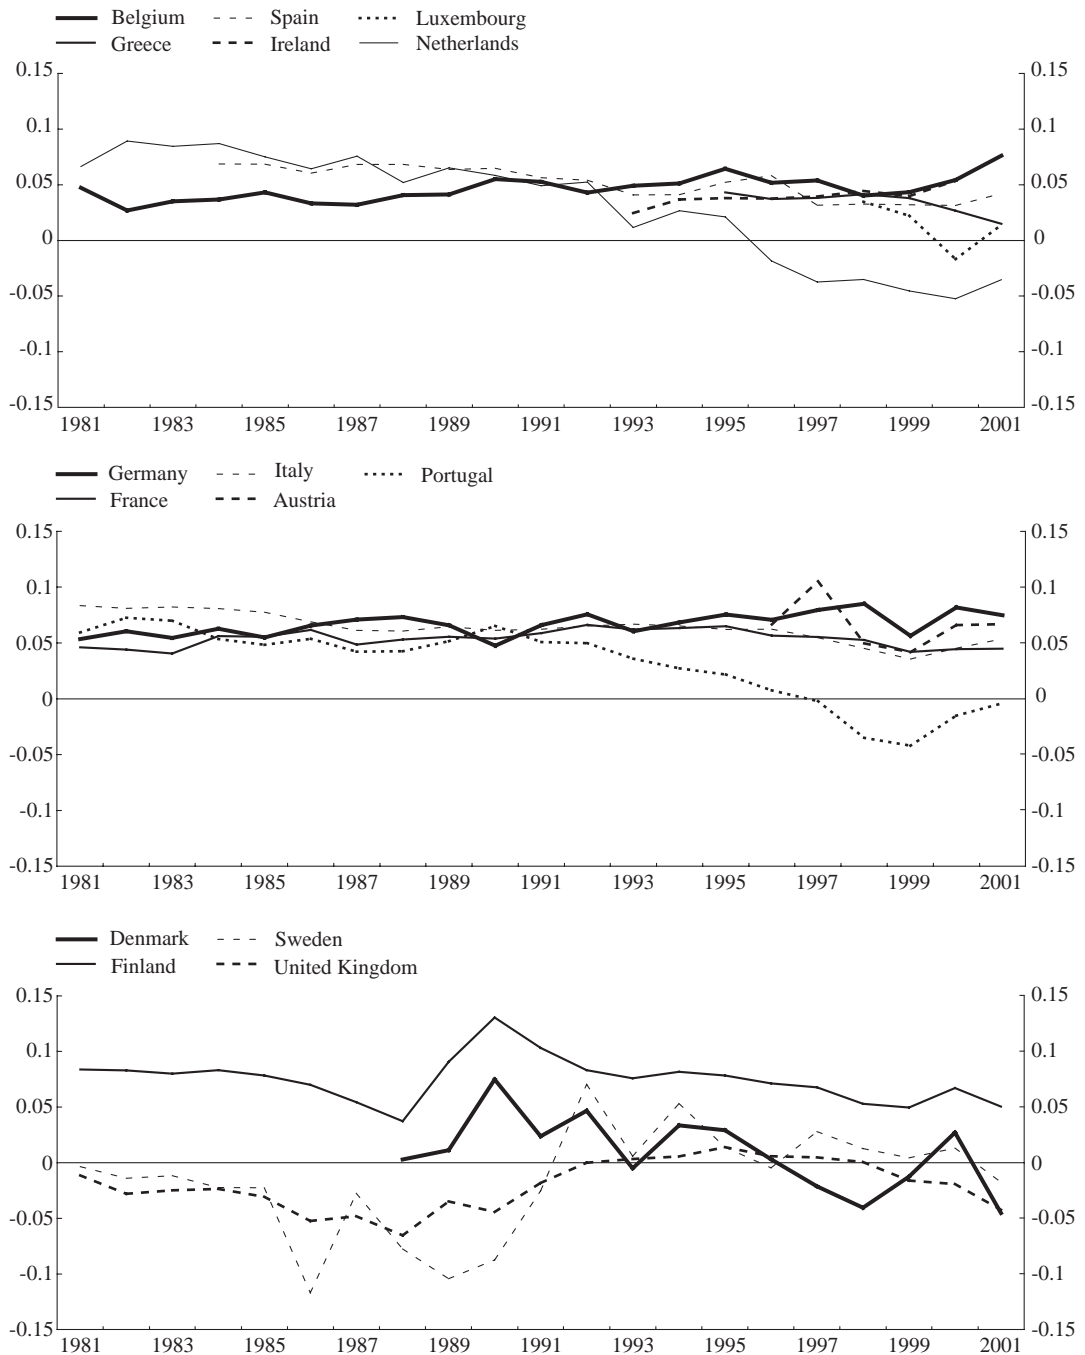 Belgium Spain Luxembourg
Greece Ireland Netherlands
0.15 0.15
0.1 0.1
0.05 0.05
0 0
-0.05 -0.05
-0.1 -0.1
-0.15 -0.15
1981 1983 1985 1987 1989 1991 1993 1995 1997 1999 2001
Germany Italy Portugal
France Austria
0.15 0.15
0.1 0.1
0.05 0.05
0 0
-0.05 -0.05
-0.1 -0.1
-0.15 -0.15
1981 1983 1985 1987 1989 1991 1993 1995 1997 1999 2001
Denmark Sweden
Finland United Kingdom
0.15 0.15
0.1 0.1
0.05 0.05
0 0
-0.05 -0.05
-0.1 -0.1
-0.15 -0.15
1981 1983 1985 1987 1989 1991 1993 1995 1997 1999 2001